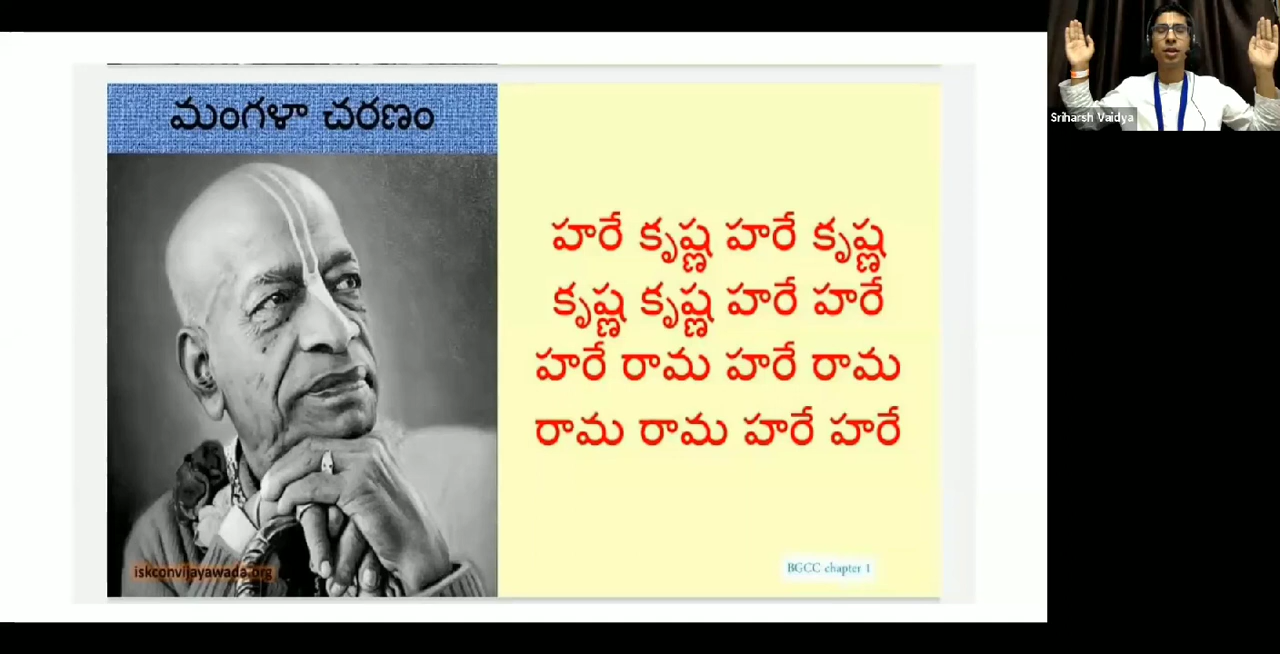 మంగళా చరణం
హరే కృష్ణ హరే కృష్ణ
కృష్ణ కృష్ణ హరే హరే
హరే రామ హరే రామ
రామ రామ హరే హరే
iskconvijayawada.org
BGCC chapter 1
Sriharsh Vaidya